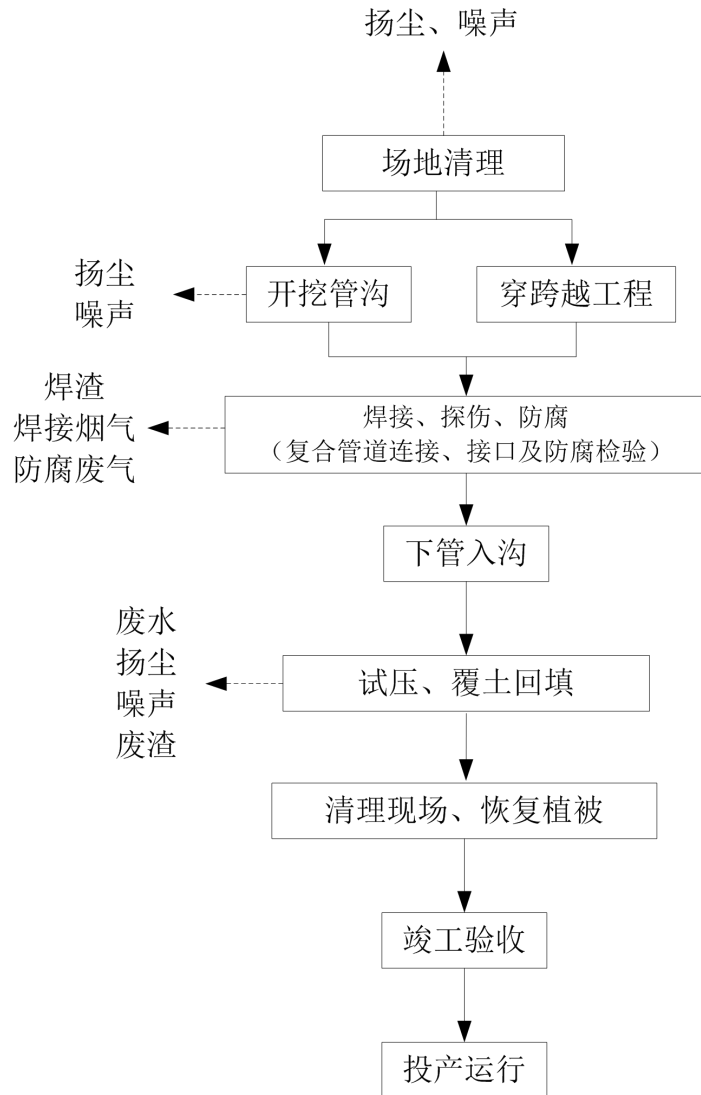 扬尘、噪声
场地清理
扬尘
噪声
开挖管沟
穿跨越工程
焊渣
焊接烟气
防腐废气
焊接、探伤、防腐
（复合管道连接、接口及防腐检验）
下管入沟
废水
扬尘
噪声
废渣
试压、覆土回填
清理现场、恢复植被
竣工验收
投产运行